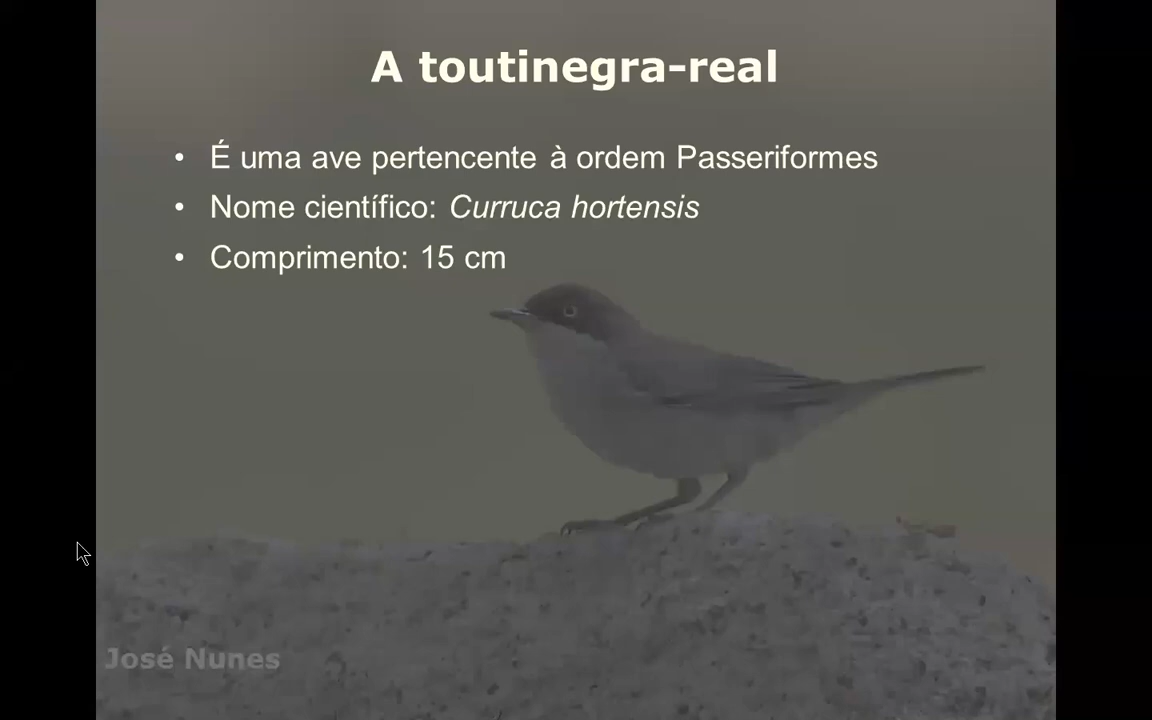 A toutinegra-real
• É uma ave pertencente à ordem Passeriformes
• Nome científico: Curruca hortensis
• Comprimento: 15 cm
José Nunes